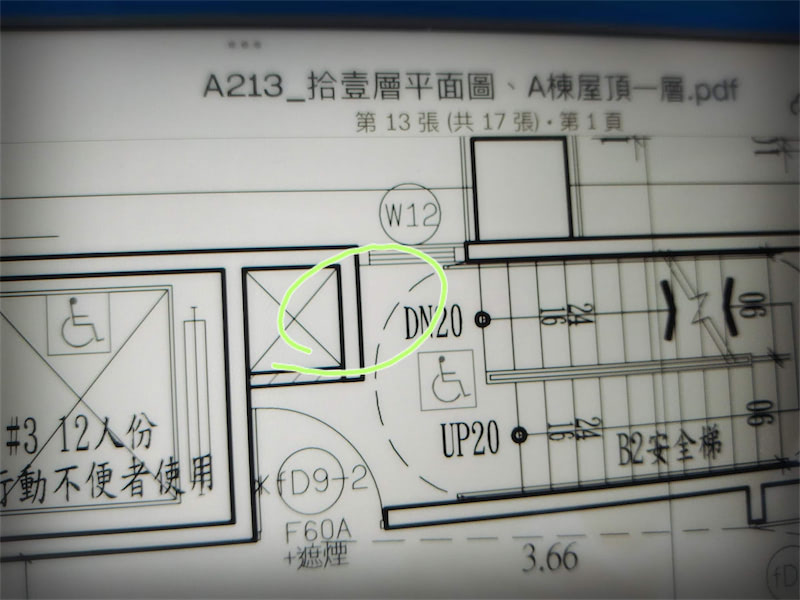 A213_拾壹層平面圖、A棟屋頂一層.pdf
第 13 張 (共 17 張)・第 1 頁
W12
DN20
16
24
90
#3 12人份
行動不便者使用
UP20
16
24
90
B2安全梯
fD9-2
F60A
+遮煙
3.66
fD